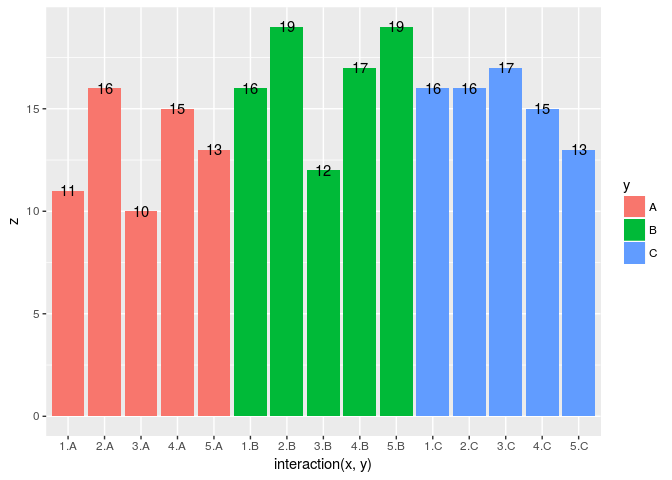 19 19
17 17
16 16 16 16
15 15
13 13
12
11
10
15
10
5
0
z
1.A 2.A 3.A 4.A 5.A 1.B 2.B 3.B 4.B 5.B 1.C 2.C 3.C 4.C 5.C
interaction(x, y)
y
A
B
C